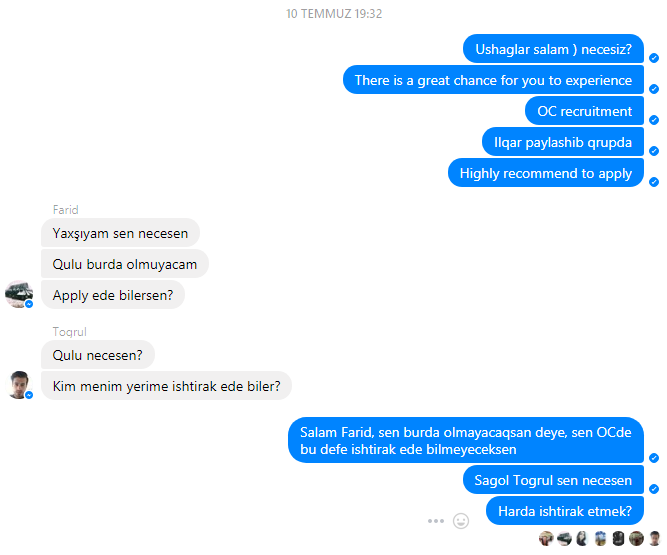 10 TEMMUZ 19:32
Ushaglar salam ) necesiz?
There is a great chance for you to experience
OC recruitment
Ilqar paylashib qrupda
Highly recommend to apply
Farid
Yaxşıyam sen necesen
Qulu burda olmuyacam
Apply ede bilersen?
Toqrul
Qulu necesen?
Kim menim yerime ishtirak ede biler?
Salam Farid, sen burda olmayacaqsan deye, sen OCde
bu defe ishtirak ede bilmeyeceksen
Sagol Togrul sen necesen
Harda ishtirak etmek?